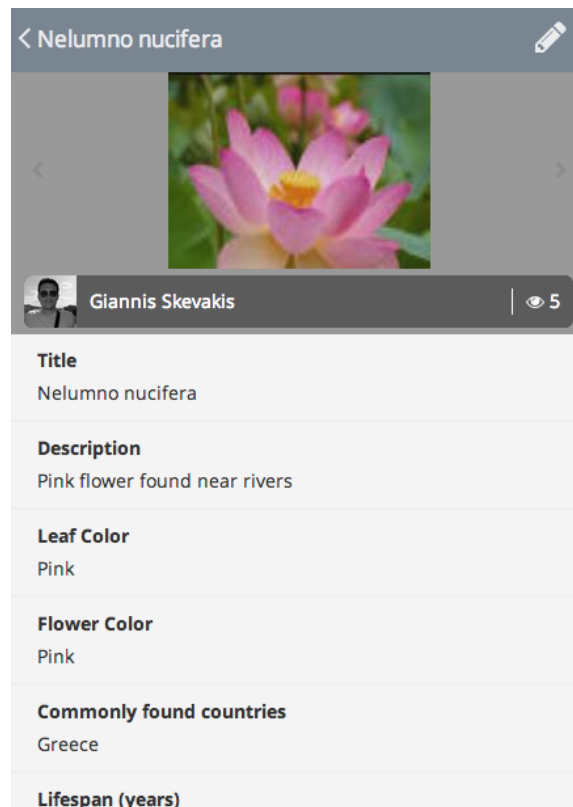 Nelumno nucifera
Giannis Skevakis
5
Title
Nelumno nucifera
Description
Pink flower found near rivers
Leaf Color
Pink
Flower Color
Pink
Commonly found countries
Greece
Lifespan (years)